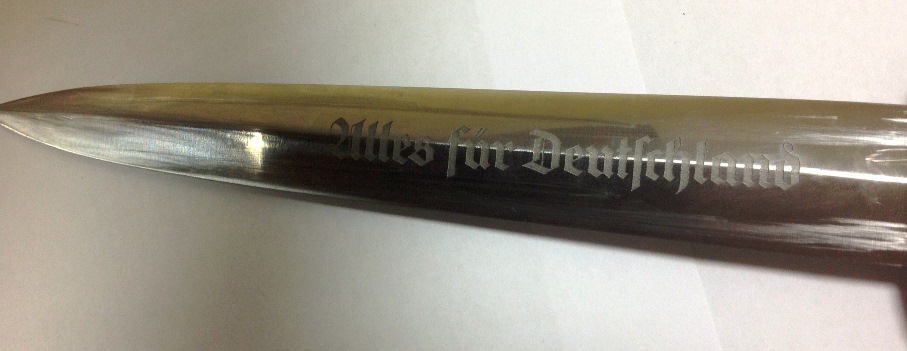 Alles für Deutschland